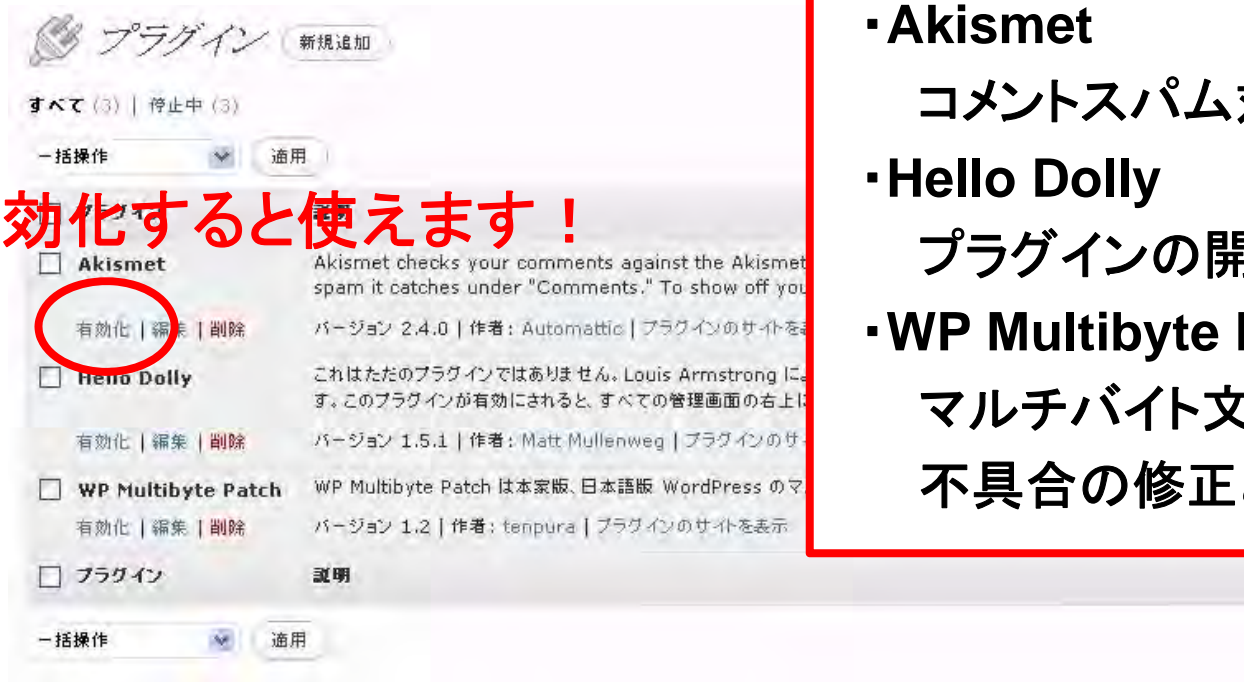 プラグイン 新規追加
すべて (3) | 停止中 (3)
一括操作 適用
効化すると使えます！
プラグイン 説明
Akismet Akismet checks your comments against the Akismet
spam it catches under "Comments." To show off you
有効化 | 編集 | 削除 バージョン 2.4.0 | 作者: Automattic | プラグインのサイトを
Hello Dolly これはただのプラグインではありません。Louis Armstrong に
す。このプラグインが有効にされると、すべての管理画面の右上に
有効化 | 編集 | 削除 バージョン 1.5.1 | 作者: Matt Mullenweg | プラグインのサ
WP Multibyte Patch WP Multibyte Patch は本家版、日本語版 WordPress のマ
有効化 | 編集 | 削除 バージョン 1.2 | 作者: tenpura | プラグインのサイトを表示
プラグイン 説明
一括操作 適用
・Akismet
コメントスパム
・Hello Dolly
プラグインの開
・WP Multibyte
マルチバイト文
不具合の修正